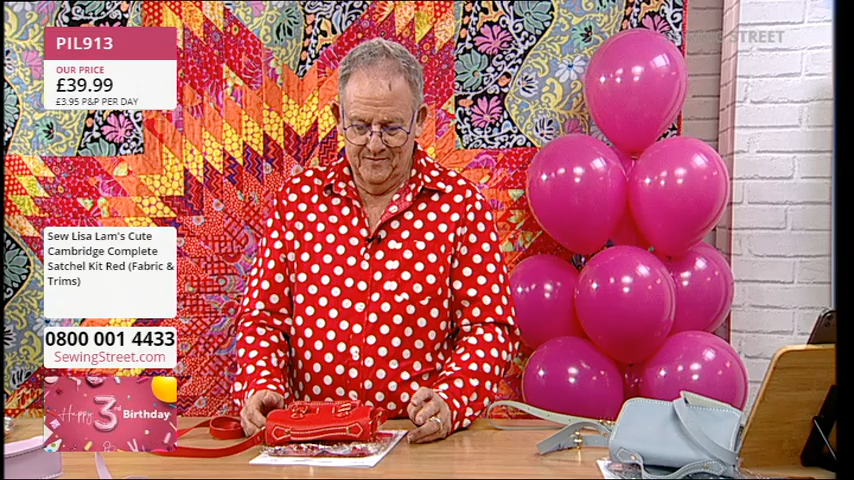 PIL913
OUR PRICE
£39.99
£3.95 P&P PER DAY
Sew Lisa Lam's Cute
Cambridge Complete
Satchel Kit Red (Fabric &
Trims)
0800 001 4433
SewingStreet.com
Happy 3rd Birthday
STREET